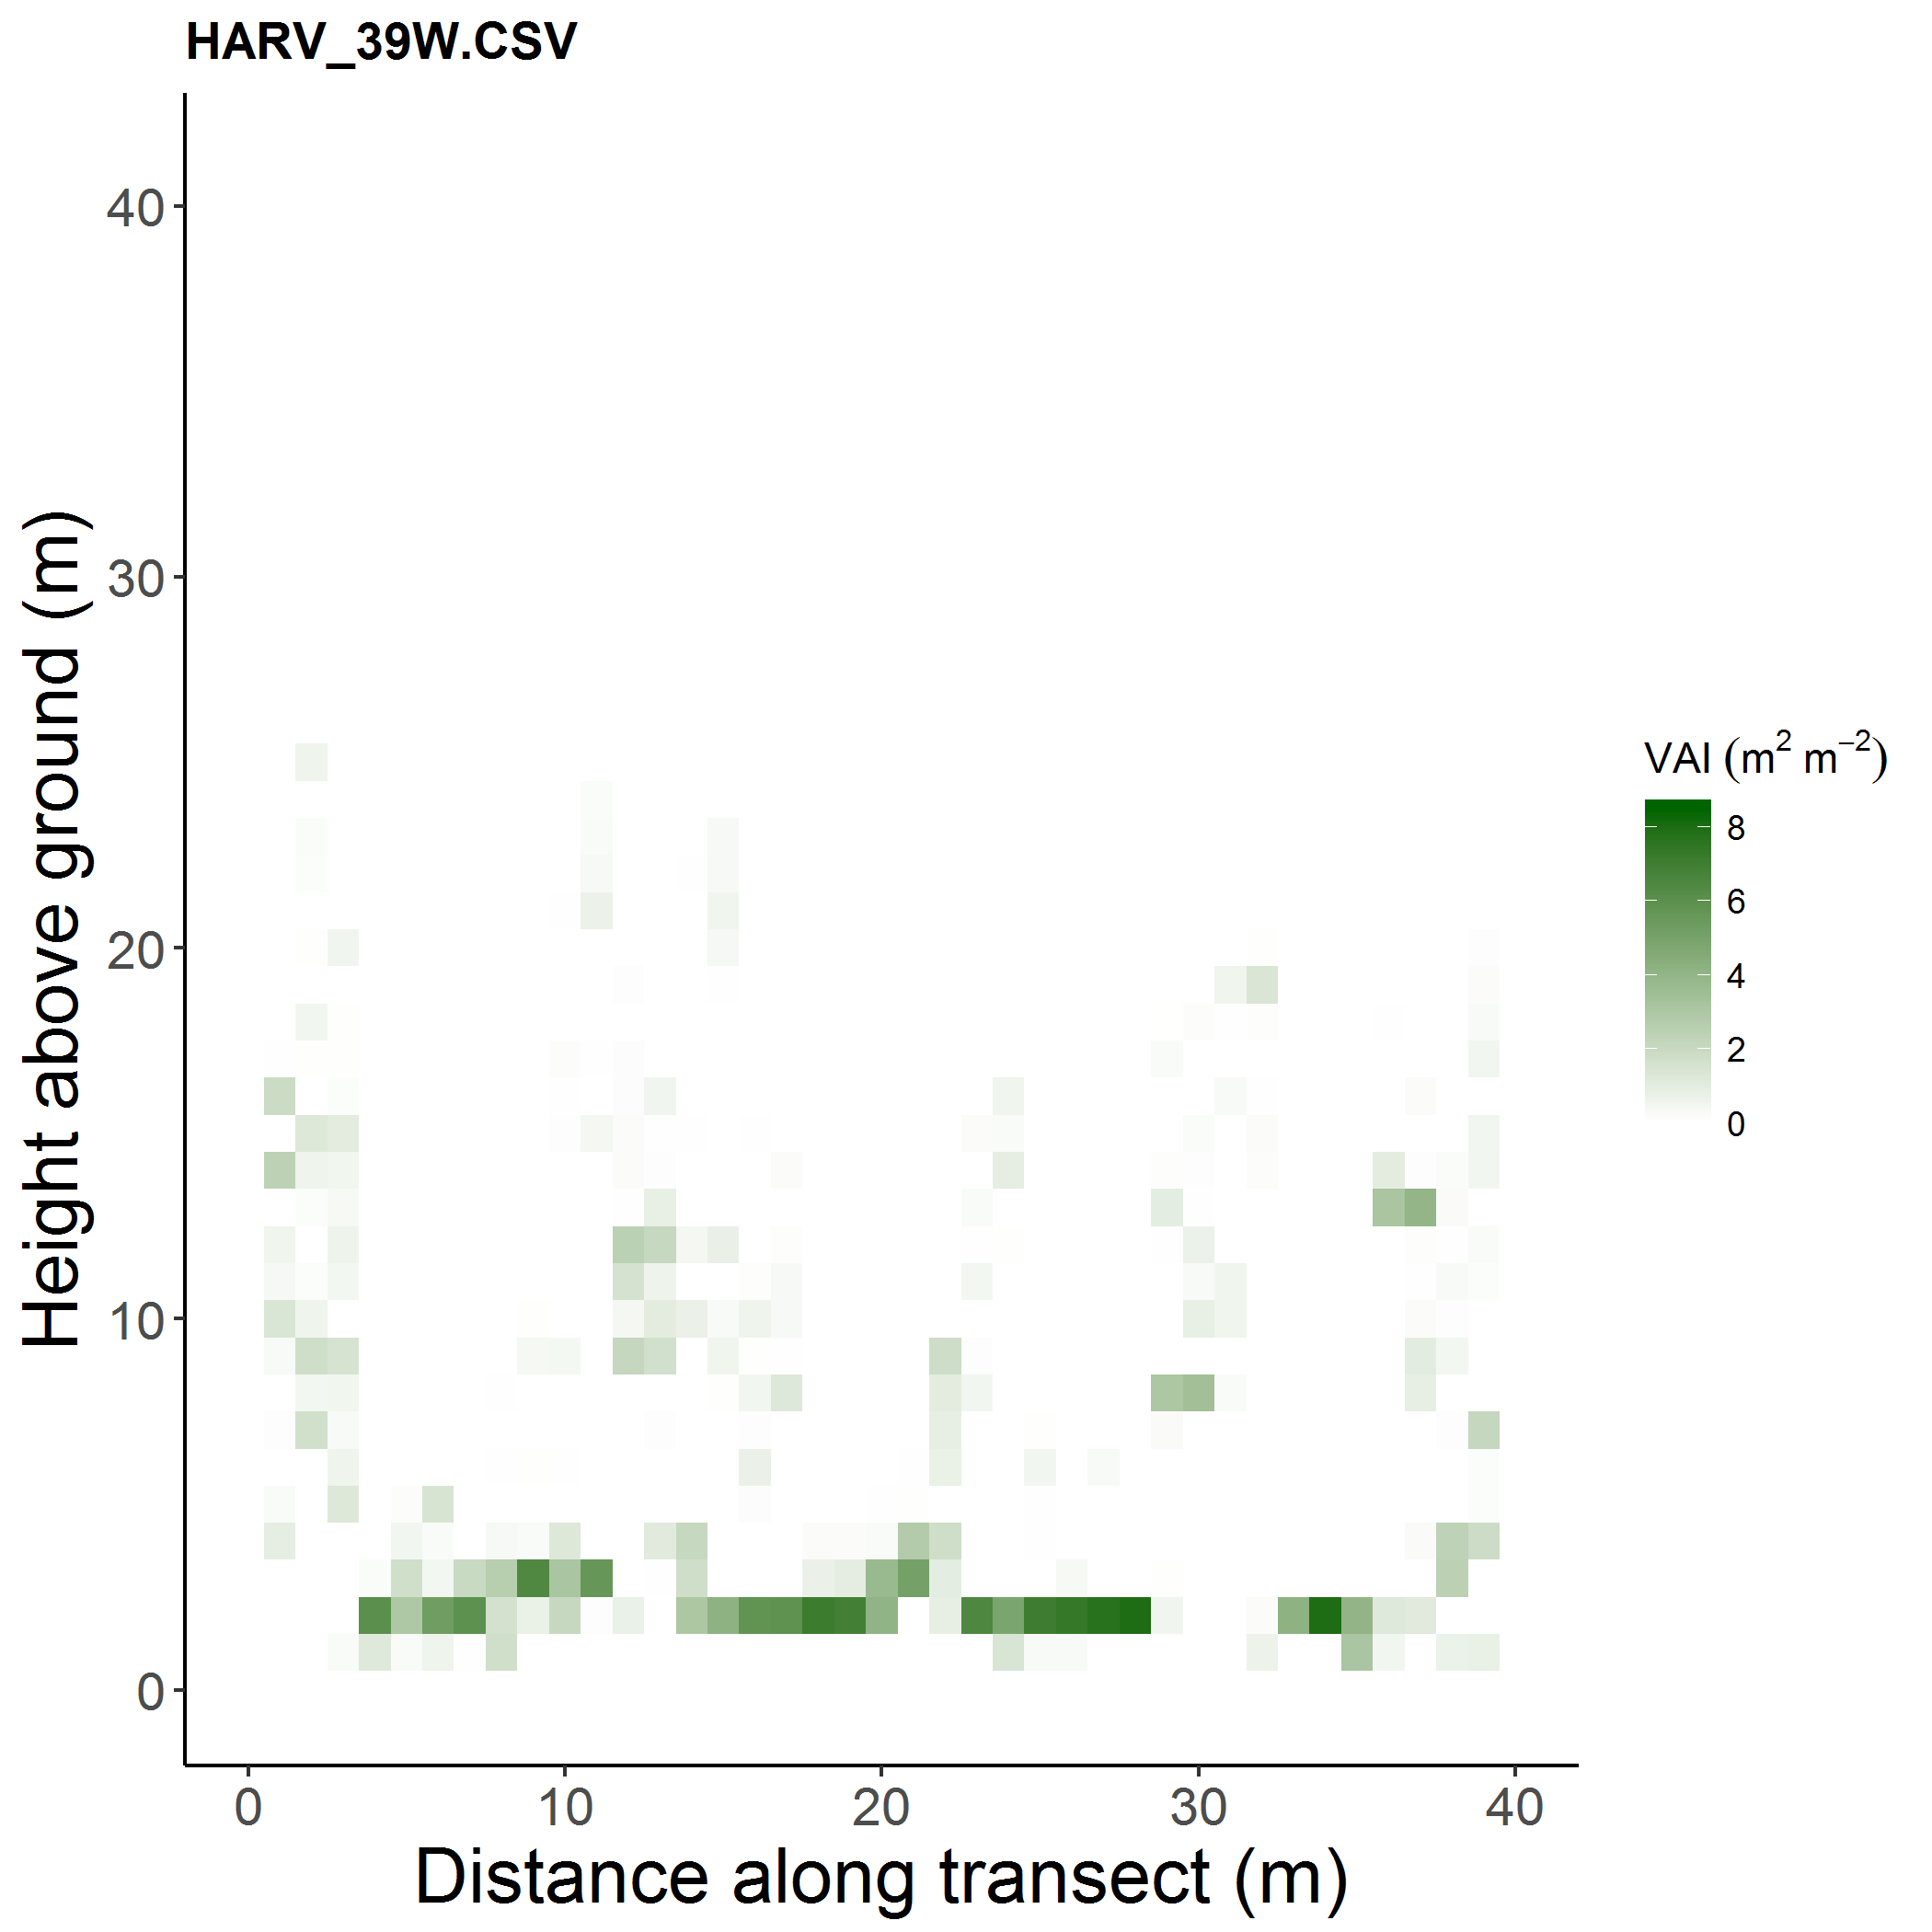 HARV_39W.CSV
40
30
20
10
0
Height above ground (m)
0 10 20 30 40
Distance along transect (m)
VAI (m² m⁻²)
8
6
4
2
0